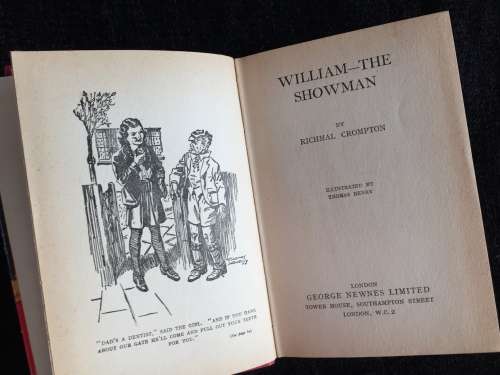 "DAD'S A DENTIST," SAID THE GIRL. "AND IF YOU HANG
ABOUT OUR GATE HE'LL COME AND PULL OUT YOUR TEETH
FOR YOU."
WILLIAM—THE
SHOWMAN
BY
RICHMAL CROMPTON
ILLUSTRATED BY
THOMAS HENRY
LONDON
GEORGE NEWNES LIMITED
TOWER HOUSE, SOUTHAMPTON STREET
LONDON, W.C.2